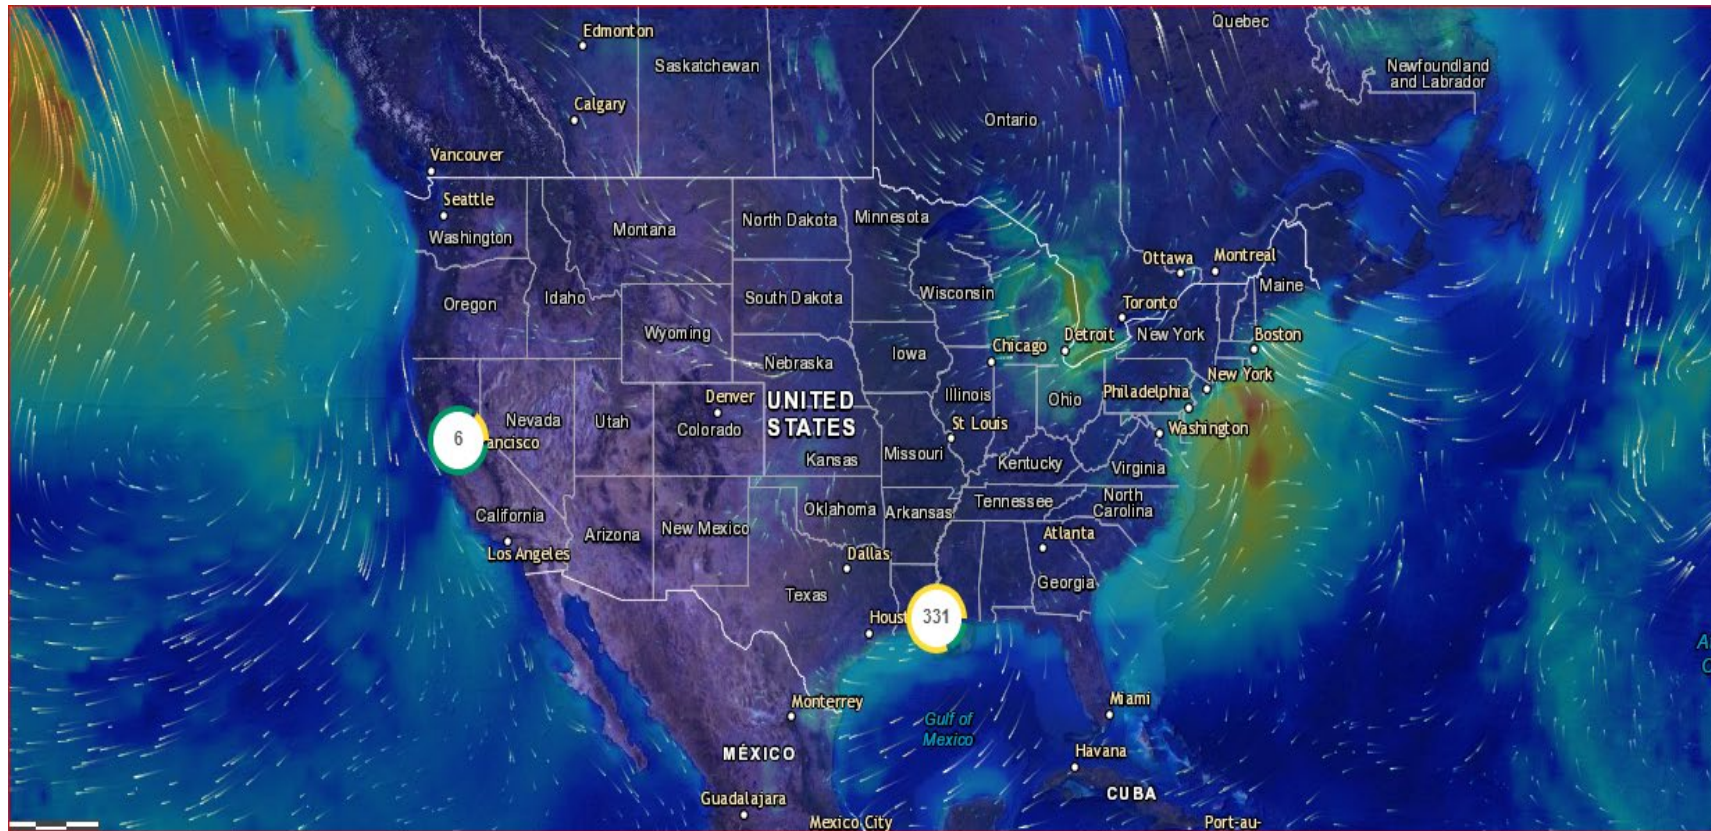 Quebec
Edmonton
Saskatchewan
Newfoundland
and Labrador
Calgary
Ontario
Vancouver
Seattle
Washington
Montana
North Dakota
Minnesota
Ottawa
Montreal
Oregon
Idaho
South Dakota
Wisconsin
Maine
Toronto
Wyoming
Detroit
New York
Boston
Chicago
Iowa
Nebraska
New York
Philadelphia
Denver
UNITED
STATES
Illinois
Ohio
Nevada
Utah
Colorado
St Louis
Washington
6
ancisco
Kansas
Missouri
Kentucky
Virginia
California
Arizona
New Mexico
Oklahoma
Arkansas
Tennessee
North
Carolina
Los Angeles
Dallas
Atlanta
Texas
Georgia
Houst
331
Monterrey
Miami
Gulf of
Mexico
MÉXICO
Havana
CUBA
Guadalajara
Mexico City
Port-au-